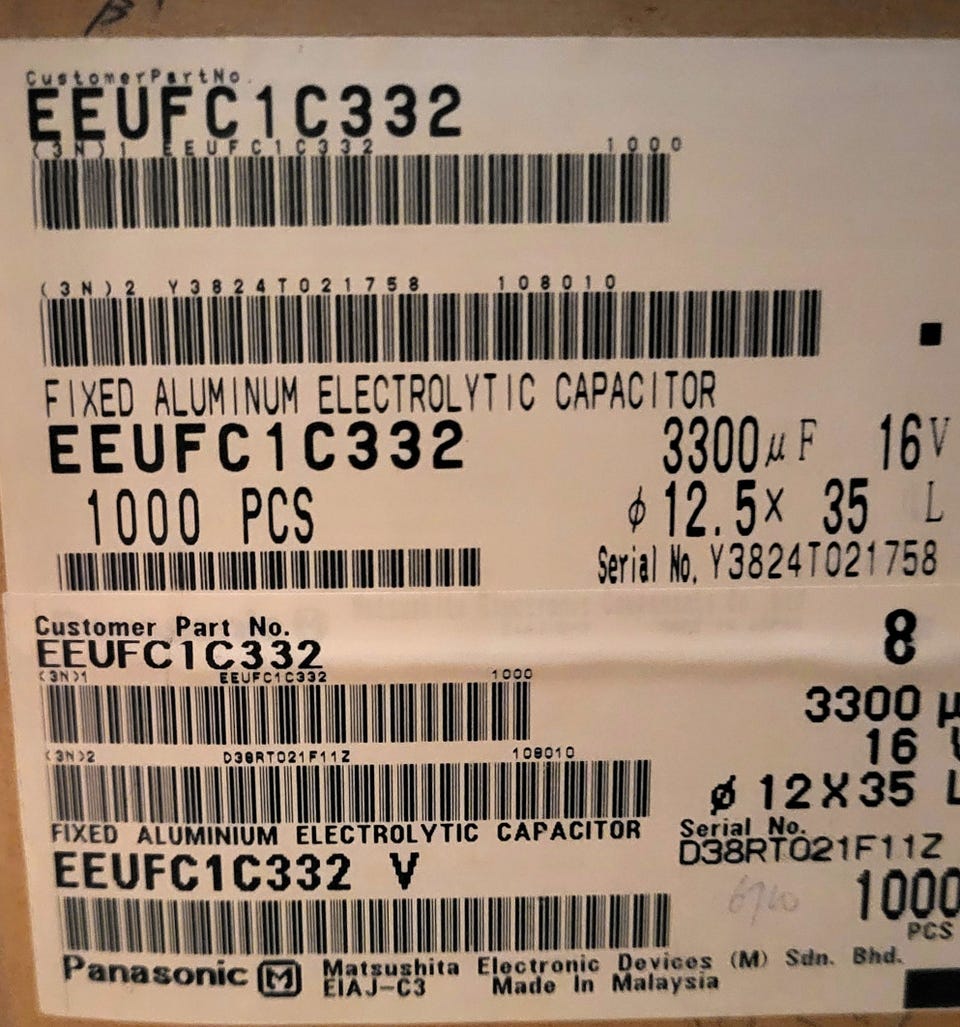 CustomerPartNo.
EEUFC1C332
(3N)1 EEUFC1C332 1000
(3N)2 Y3824T021758 108010
FIXED ALUMINUM ELECTROLYTIC CAPACITOR
EEUFC1C332 3300μF 16V
1000 PCS φ12.5× 35 L
Serial No. Y3824T021758
Customer Part No. 8
EEUFC1C332
(3N)1 EEUFC1C332 1000
3300 μ
16
(3N)2 D38RT021F11Z 108010
ø 12X35 L
FIXED ALUMINIUM ELECTROLYTIC CAPACITOR
Serial No.
D38RT021F11Z
EEUFC1C332 V
1000
PCS
Panasonic M Matsushita Electronic Devices (M) Sdn. Bhd.
EIAJ-C3 Made In Malaysia